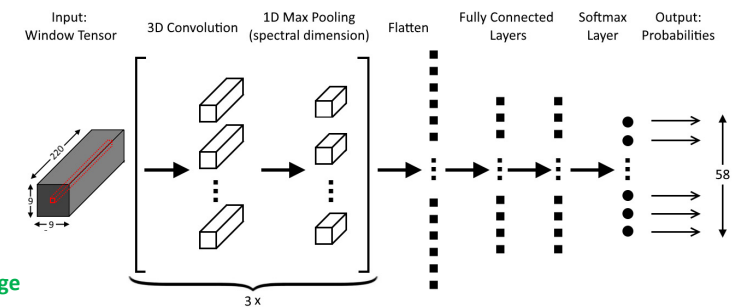 Input:
Window Tensor
3D Convolution
1D Max Pooling
(spectral dimension)
Flatten
Fully Connected
Layers
Softmax
Layer
Output:
Probabilities
220
9
9
58
3 x
ge